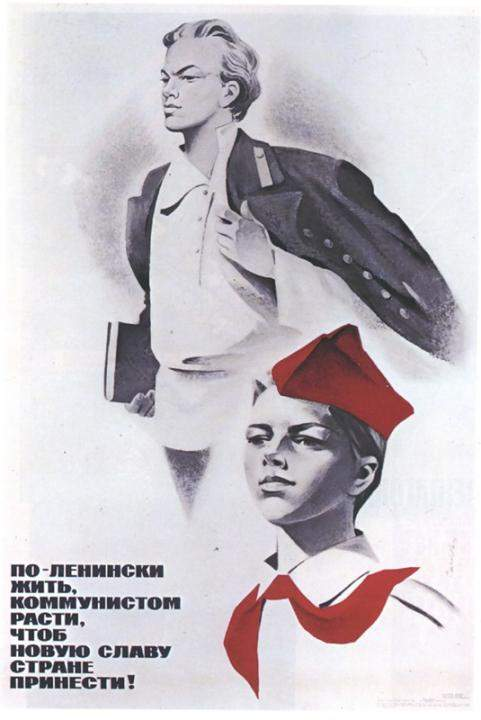 ПО-ЛЕНИНСКИ
ЖИТЬ,
КОММУНИСТОМ
РАСТИ,
ЧТОБ
НОВУЮ СЛАВУ
СТРАНЕ
ПРИНЕСТИ!